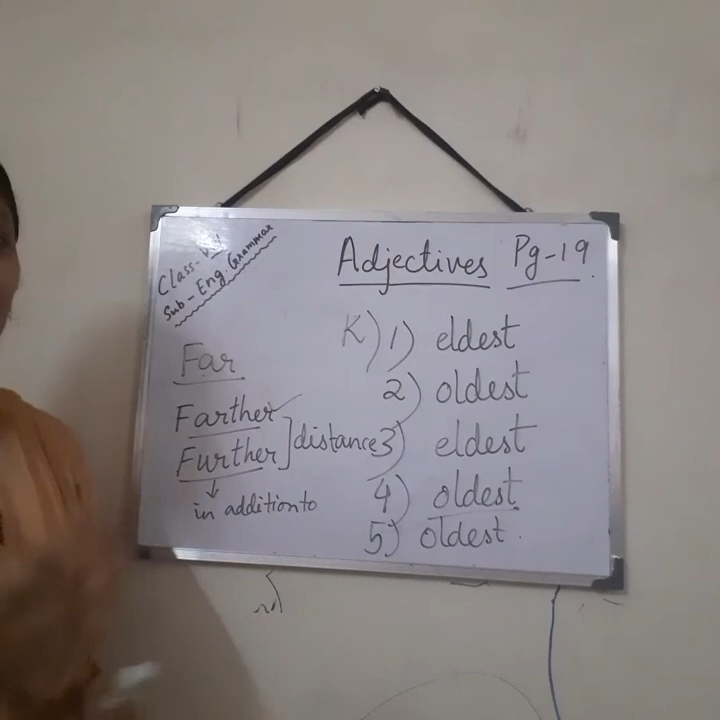 Class-
Sub-Eng. Grammar
Adjectives Pg-19.
Far
Farther
Further ] distance
↓
in addition to
K) 1) eldest
2) oldest
3) eldest
4) oldest.
5) oldest.